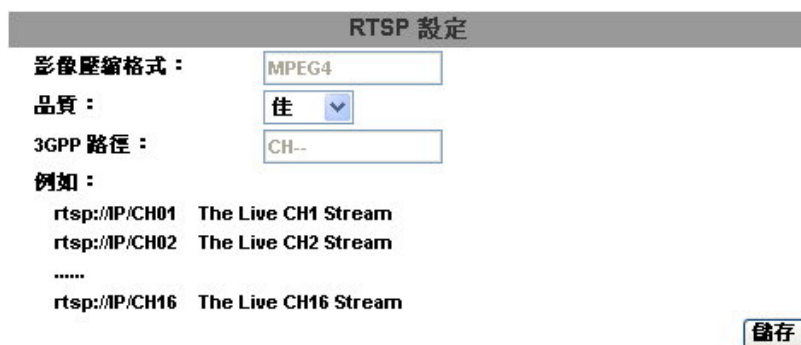 RTSP 設定
影像壓縮格式： MPEG4
品質： 佳
3GPP 路徑： CH--
例如：
rtsp://IP/CH01 The Live CH1 Stream
rtsp://IP/CH02 The Live CH2 Stream
......
rtsp://IP/CH16 The Live CH16 Stream
儲存